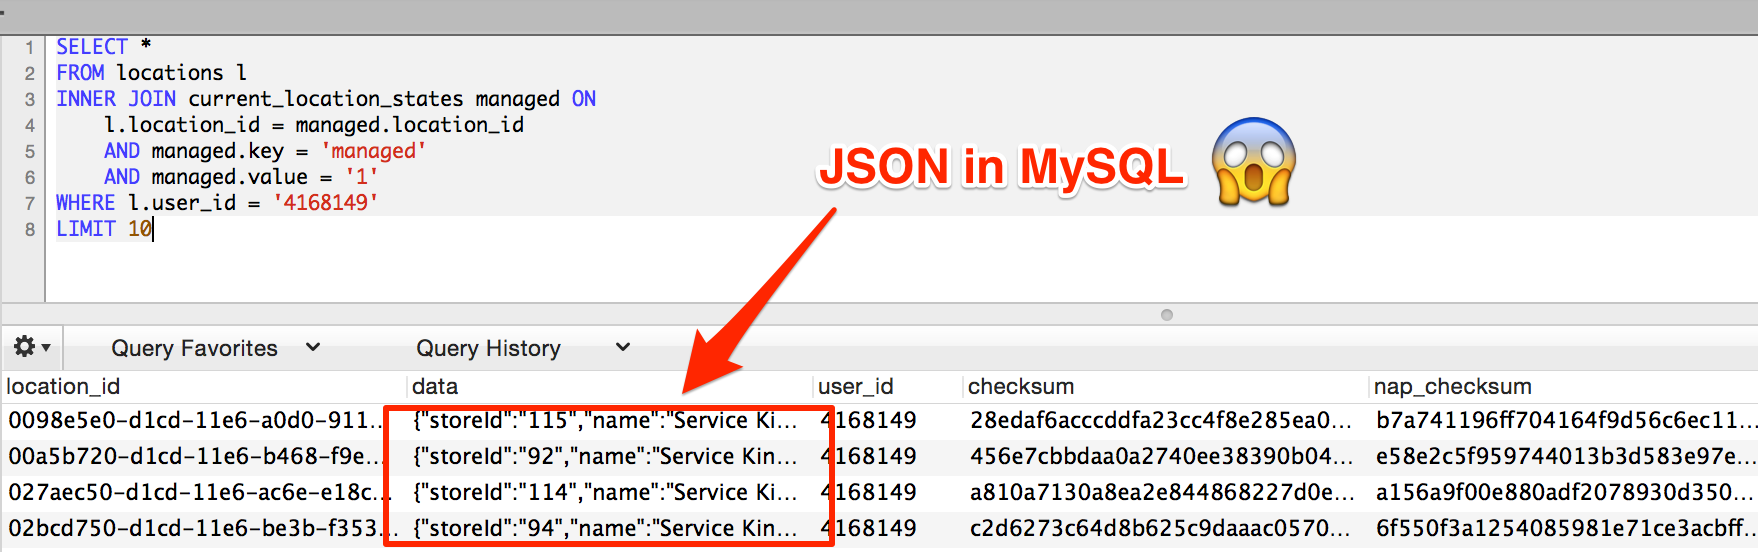 1 SELECT *
2 FROM locations l
3 INNER JOIN current_location_states managed ON
4 l.location_id = managed.location_id
5 AND managed.key = 'managed'
6 AND managed.value = '1'
7 WHERE l.user_id = '4168149'
8 LIMIT 10
JSON in MySQL
Query Favorites Query History
location_id data user_id checksum nap_checksum
0098e5e0-d1cd-11e6-a0d0-911... {"storeId":"115","name":"Service Ki... 4168149 28edaf6acccddfa23cc4f8e285ea0... b7a741196ff704164f9d56c6ec11...
00a5b720-d1cd-11e6-b468-f9e... {"storeId":"92","name":"Service Kin... 4168149 456e7cbbdaa0a2740ee38390b04... e58e2c5f959744013b3d583e97e...
027aec50-d1cd-11e6-ac6e-e18c... {"storeId":"114","name":"Service Ki... 4168149 a810a7130a8ea2e844868227d0e... a156a9f00e880adf2078930d350...
02bcd750-d1cd-11e6-be3b-f353... {"storeId":"94","name":"Service Kin... 4168149 c2d6273c64d8b625c9daaac0570... 6f550f3a1254085981e71ce3acbff...